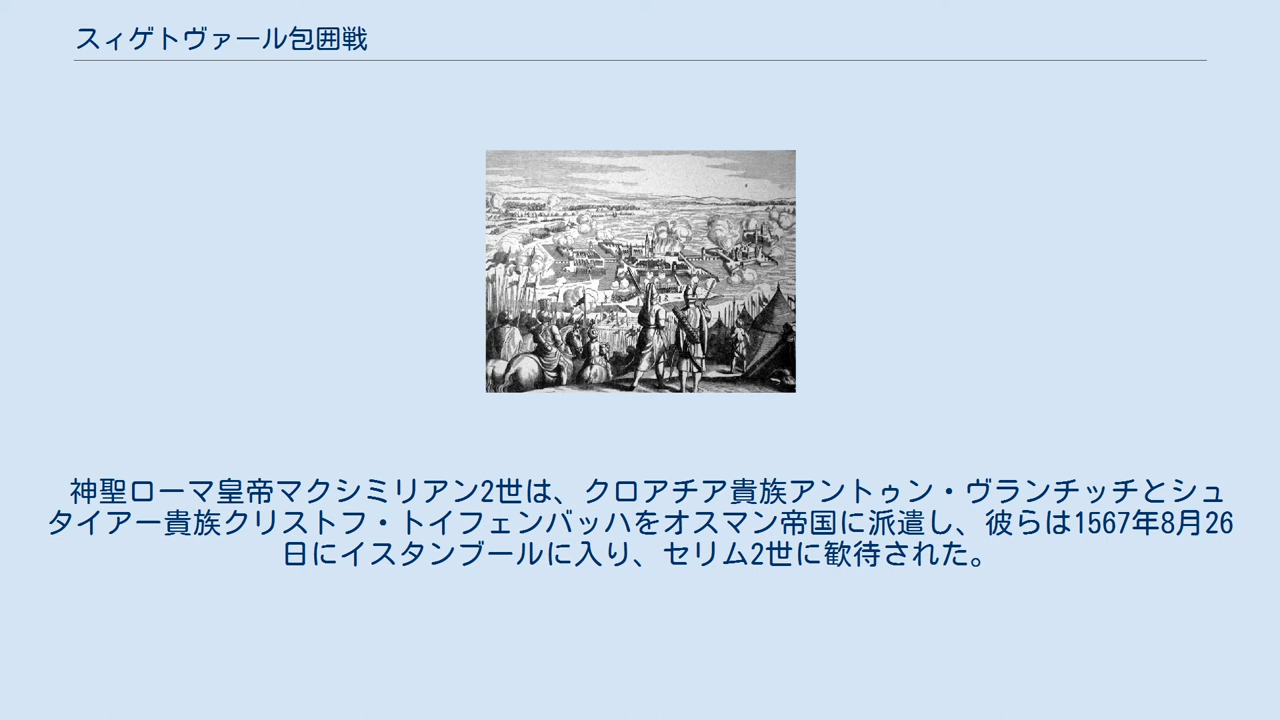 スィゲトヴァール包囲戦
神聖ローマ皇帝マクシミリアン2世は、クロアチア貴族アントゥン・ヴランチッチとシュ
タイアー貴族クリストフ・トイフェンバッハをオスマン帝国に派遣し、彼らは1567年8月26
日にイスタンブールに入り、セリム2世に歓待された。